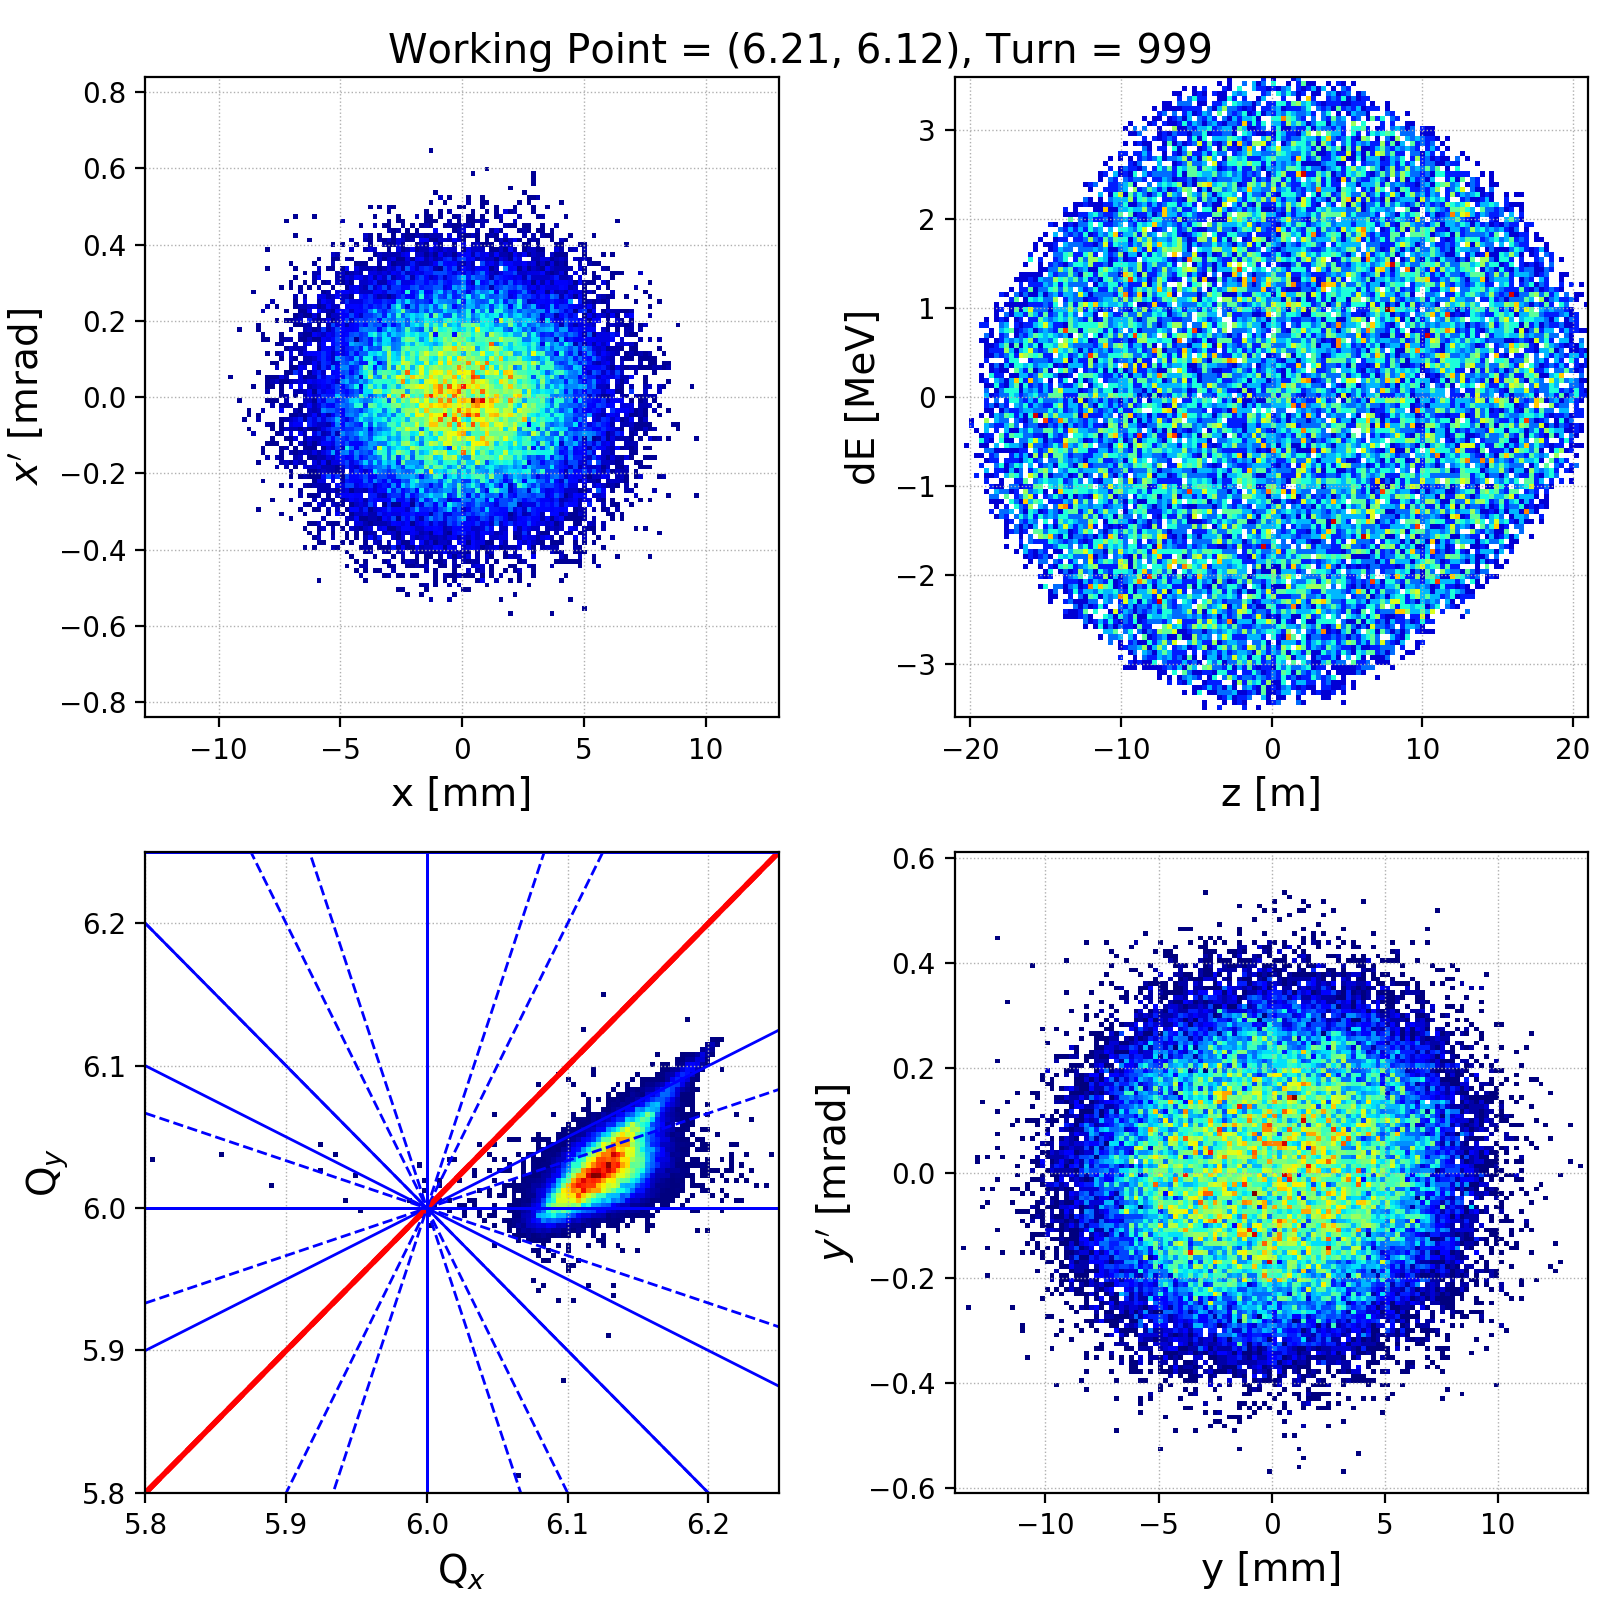 Working Point = (6.21, 6.12), Turn = 999
0.8
0.6
0.4
0.2
0.0
−0.2
−0.4
−0.6
−0.8
x′ [mrad]
−10 −5 0 5 10
x [mm]
3
2
1
0
−1
−2
−3
dE [MeV]
−20 −10 0 10 20
z [m]
6.2
6.1
6.0
5.9
5.8
Qy
5.8 5.9 6.0 6.1 6.2
Qx
0.6
0.4
0.2
0.0
−0.2
−0.4
−0.6
y′ [mrad]
−10 −5 0 5 10
y [mm]